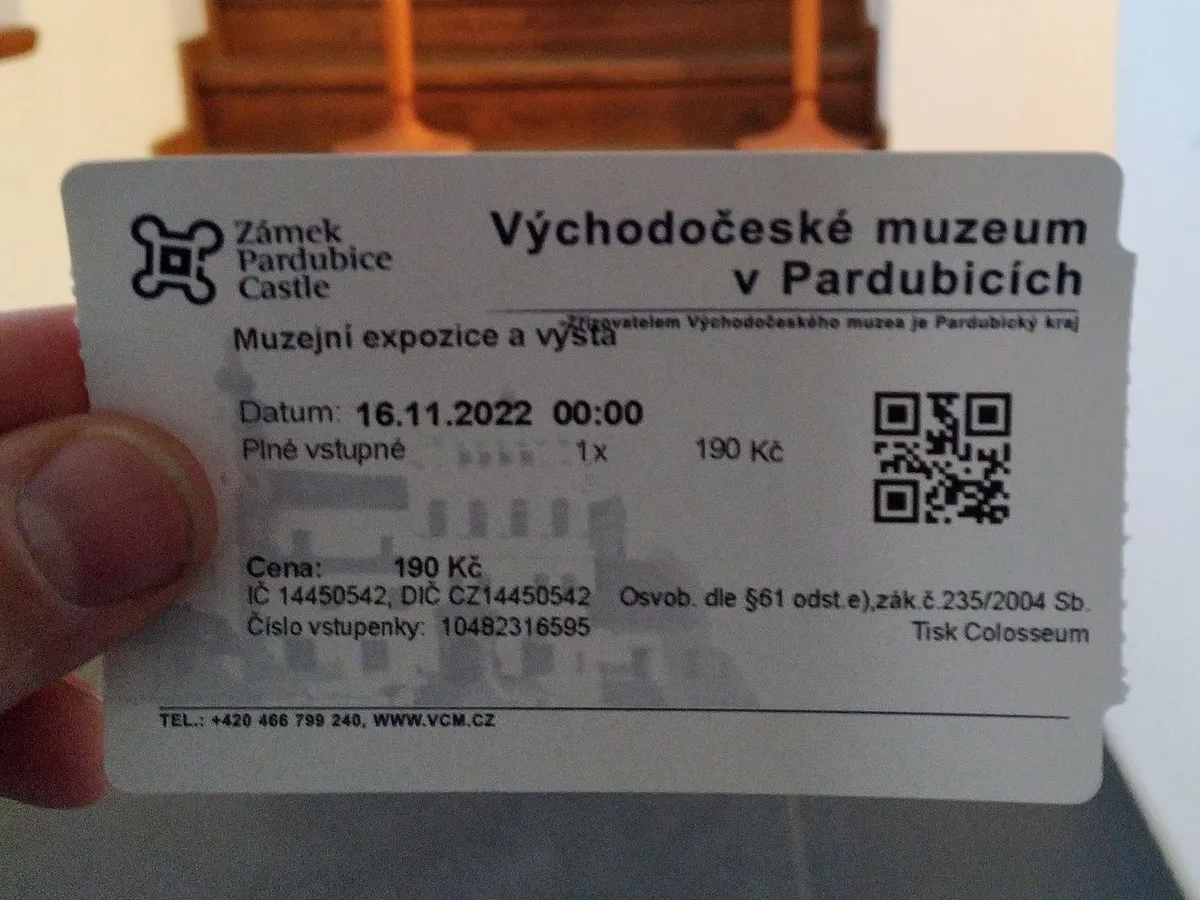 Zámek
Pardubice
Castle
Východočeské muzeum
v Pardubicích
Zřizovatelem Východočeského muzea je Pardubický kraj
Muzejní expozice a výsta
Datum: 16.11.2022 00:00
Plné vstupné 1x 190 Kč
Cena: 190 Kč
IČ 14450542, DIČ CZ14450542 Osvob. dle §61 odst.e),zák.č.235/2004 Sb.
Číslo vstupenky: 10482316595 Tisk Colosseum
TEL.: +420 466 799 240, WWW.VCM.CZ